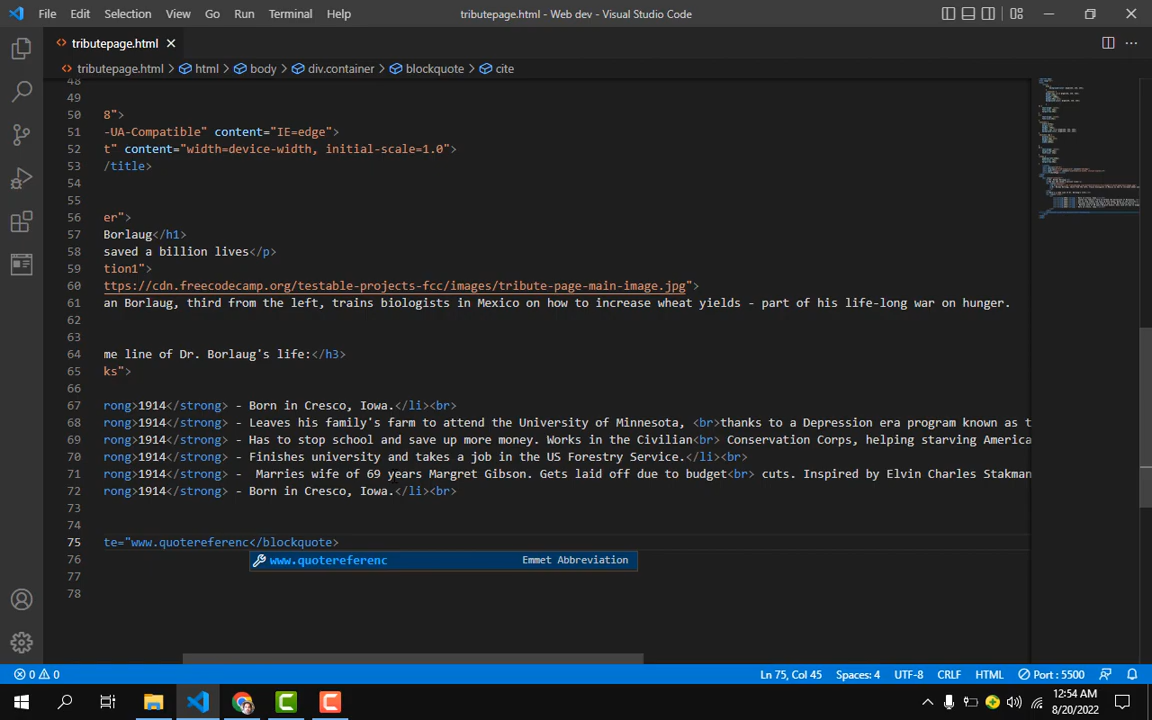 File Edit Selection View Go Run Terminal Help tributepage.html - Web dev - Visual Studio Code
tributepage.html
tributepage.html html body div.container blockquote cite
48
49
50 8">
51 -UA-Compatible" content="IE=edge">
52 t" content="width=device-width, initial-scale=1.0">
53 /title>
54
55
56 er">
57 Borlaug</h1>
58 saved a billion lives</p>
59 tion1">
60 ttps://cdn.freecodecamp.org/testable-projects-fcc/images/tribute-page-main-image.jpg">
61 an Borlaug, third from the left, trains biologists in Mexico on how to increase wheat yields - part of his life-long war on hunger.
62
63
64 me line of Dr. Borlaug's life:</h3>
65 ks">
66
67 rong>1914</strong> - Born in Cresco, Iowa.</li><br>
68 rong>1914</strong> - Leaves his family's farm to attend the University of Minnesota, <br>thanks to a Depression era program known as t
69 rong>1914</strong> - Has to stop school and save up more money. Works in the Civilian<br> Conservation Corps, helping starving America
70 rong>1914</strong> - Finishes university and takes a job in the US Forestry Service.</li><br>
71 rong>1914</strong> -  Marries wife of 69 years Margret Gibson. Gets laid off due to budget<br> cuts. Inspired by Elvin Charles Stakman
72 rong>1914</strong> - Born in Cresco, Iowa.</li><br>
73
74
75 te="www.quotereferenc</blockquote>
76 www.quotereferenc Emmet Abbreviation
77
78
0 0 Ln 75, Col 45 Spaces: 4 UTF-8 CRLF HTML Port : 5500
12:54 AM
8/20/2022